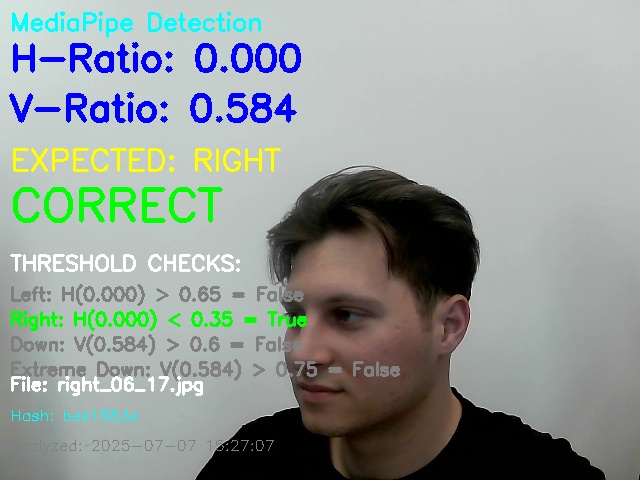 MediaPipe Detection
H-Ratio: 0.000
V-Ratio: 0.584
EXPECTED: RIGHT
CORRECT
THRESHOLD CHECKS:
Left: H(0.000) > 0.65 = False
Right: H(0.000) < 0.35 = True
Down: V(0.584) > 0.6 = False
Extreme Down: V(0.584) > 0.75 = False
File: right_06_17.jpg
Hash:
Analyzed: 2025-07-07 15:27:07